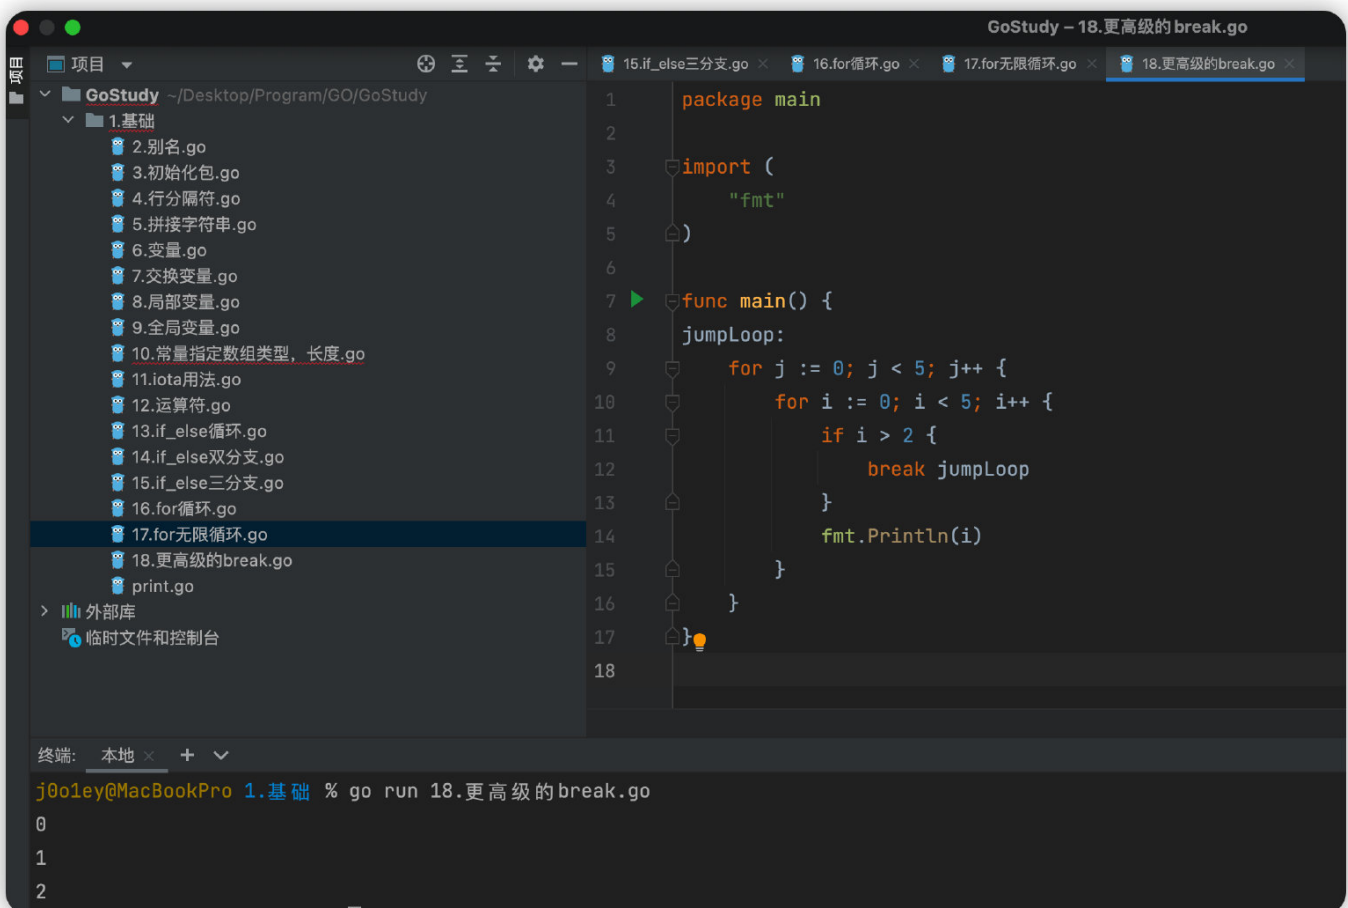 GoStudy – 18.更高级的break.go
项目
项目
15.if_else三分支.go
16.for循环.go
17.for无限循环.go
18.更高级的break.go
GoStudy ~/Desktop/Program/GO/GoStudy
1.基础
2.别名.go
3.初始化包.go
4.行分隔符.go
5.拼接字符串.go
6.变量.go
7.交换变量.go
8.局部变量.go
9.全局变量.go
10.常量指定数组类型，长度.go
11.iota用法.go
12.运算符.go
13.if_else循环.go
14.if_else双分支.go
15.if_else三分支.go
16.for循环.go
17.for无限循环.go
18.更高级的break.go
print.go
外部库
临时文件和控制台
1 package main
2
3 import (
4 "fmt"
5 )
6
7 func main() {
8 jumpLoop:
9 for j := 0; j < 5; j++ {
10 for i := 0; i < 5; i++ {
11 if i > 2 {
12 break jumpLoop
13 }
14 fmt.Println(i)
15 }
16 }
17 }
18
终端: 本地
j0o1ey@MacBookPro 1.基础 % go run 18.更高级的break.go
0
1
2